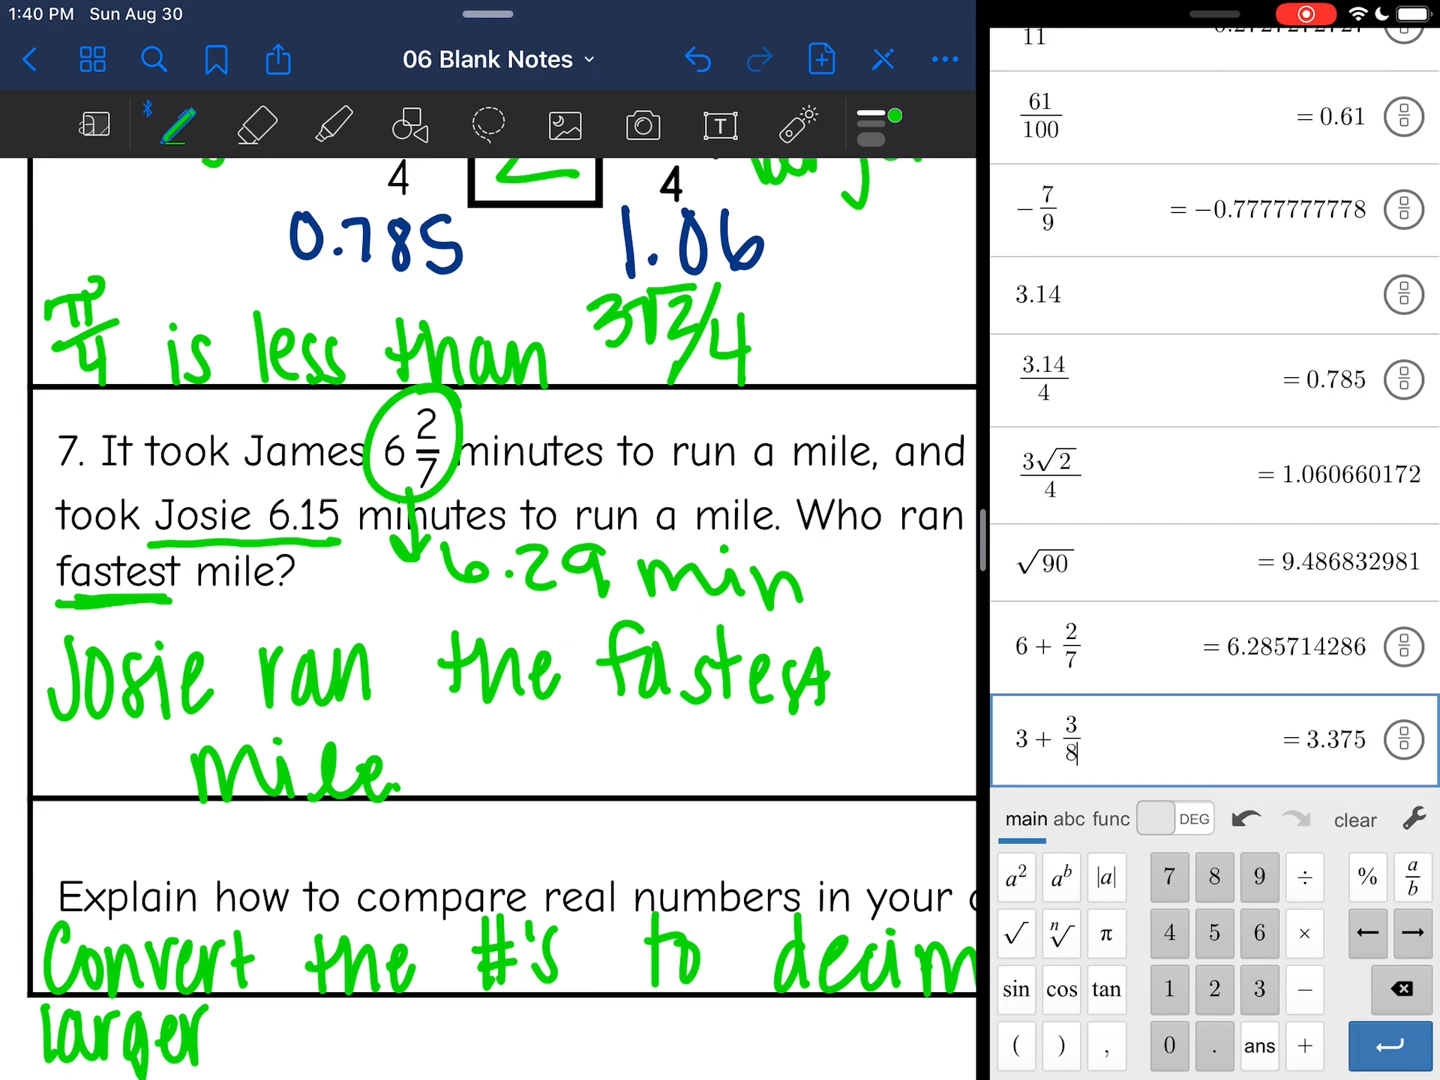 1:40 PM Sun Aug 30
06 Blank Notes
T
4
4
0.785 1.06
π/4 is less than 3√2/4
7. It took James 6 2/7 minutes to run a mile, and
took Josie 6.15 minutes to run a mile. Who ran
fastest mile?
6.29 min
Josie ran the fastest
mile.
Explain how to compare real numbers in your
Convert the #'s to decim
larger
11
61/100 = 0.61
−7/9 = −0.7777777778
3.14
3.14/4 = 0.785
3√2/4 = 1.060660172
√90 = 9.486832981
6 + 2/7 = 6.285714286
3 + 3/8 = 3.375
main abc func DEG clear
a² aᵇ |a| 7 8 9 ÷ % a/b
√ ⁿ√ π 4 5 6 × ← →
sin cos tan 1 2 3 −
( ) , 0 . ans +